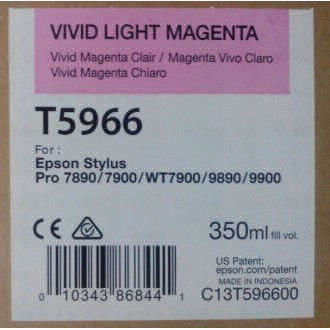 VIVID LIGHT MAGENTA
Vivid Magenta Clair / Magenta Vivo Claro
Vivid Magenta Chiaro
T5966
For :
Epson Stylus
Pro 7890/7900/WT7900/9890/9900
CE
350ml fill vol.
US Patent:
epson.com/patent
MADE IN INDONESIA
0 10343 86844 1
C13T596600